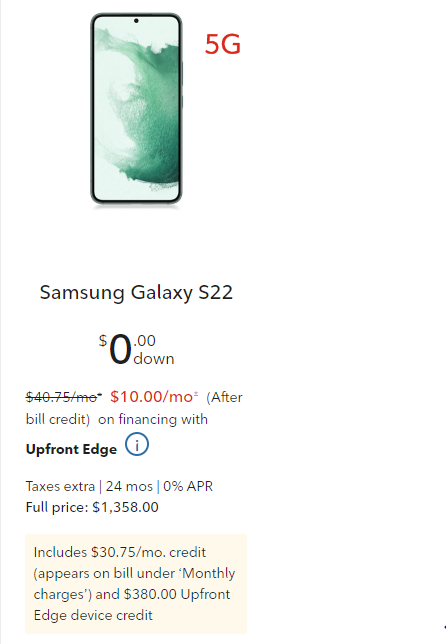 5G
Samsung Galaxy S22
$0.00 down
$40.75/mo* $10.00/mo± (After
bill credit) on financing with
Upfront Edge i
Taxes extra | 24 mos | 0% APR
Full price: $1,358.00
Includes $30.75/mo. credit
(appears on bill under ‘Monthly
charges’) and $380.00 Upfront
Edge device credit